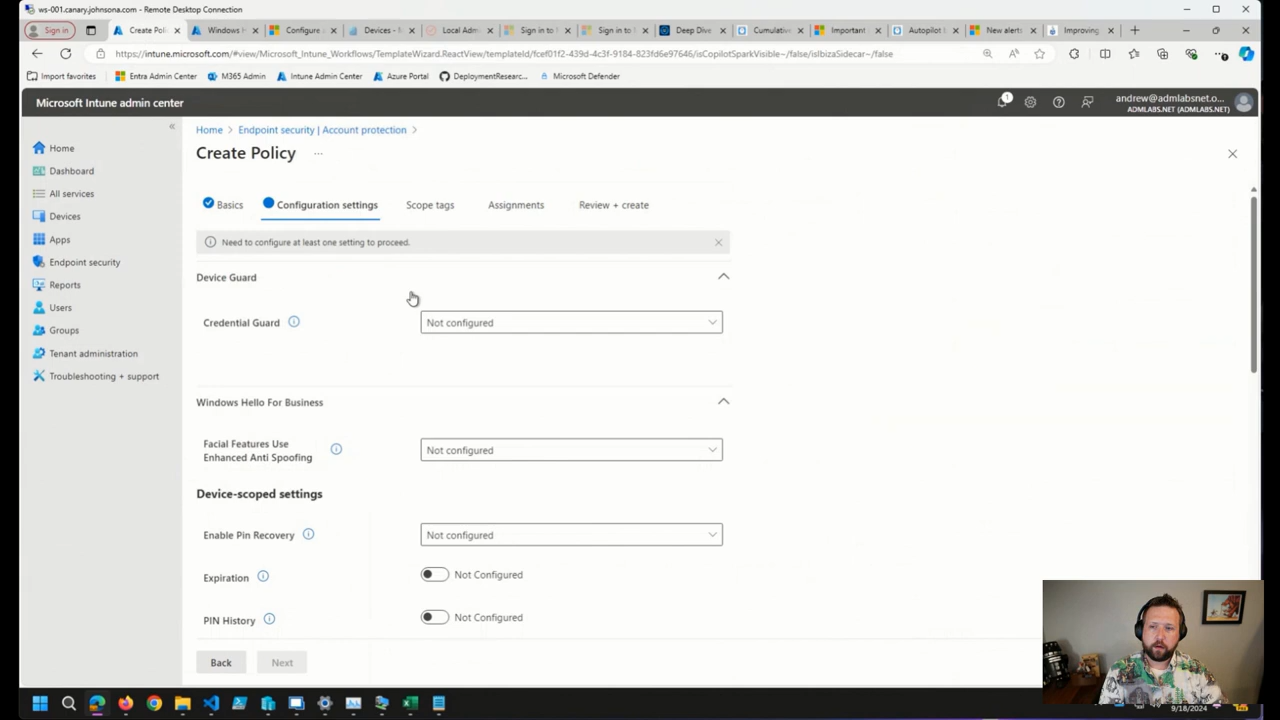 ws-001.canary.johnsona.com - Remote Desktop Connection
Sign in
Create Poli
Windows H
Configure
Devices - M
Local Adm
Sign in to
Sign in to
Deep Dive
Cumulativ
Important
Autopilot
New alerts
Improving
https://intune.microsoft.com/#view/Microsoft_Intune_Workflows/TemplateWizard.ReactView/templateId/fcef01f2-439d-4c3f-9184-823fd6e97646/isCopilotSparkVisible~/false/isIbizaSidecar~/false
Import favorites
Entra Admin Center
M365 Admin
Intune Admin Center
Azure Portal
DeploymentResearc...
Microsoft Defender
Microsoft Intune admin center
1
andrew@admlabsnet.o...
ADMLABS.NET (ADMLABS.NET)
Home
Dashboard
All services
Devices
Apps
Endpoint security
Reports
Users
Groups
Tenant administration
Troubleshooting + support
Home > Endpoint security | Account protection >
Create Policy ...
Basics
Configuration settings
Scope tags
Assignments
Review + create
Need to configure at least one setting to proceed.
Device Guard
Credential Guard
Not configured
Windows Hello For Business
Facial Features Use
Enhanced Anti Spoofing
Not configured
Device-scoped settings
Enable Pin Recovery
Not configured
Expiration
Not Configured
PIN History
Not Configured
Back
Next
9/18/2024